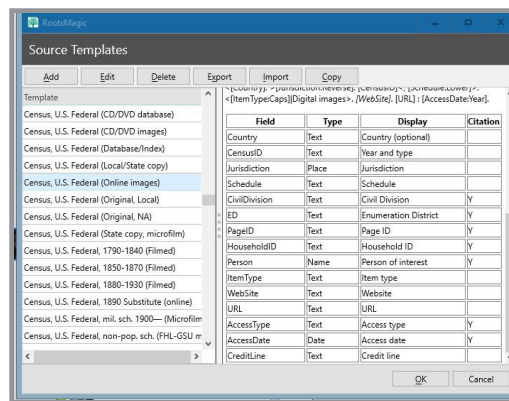 RootsMagic
Source Templates
Add Edit Delete Export Import Copy
Template
Census, U.S. Federal (CD/DVD database)
Census, U.S. Federal (CD/DVD images)
Census, U.S. Federal (Database/Index)
Census, U.S. Federal (Local/State copy)
Census, U.S. Federal (Online images)
Census, U.S. Federal (Original, Local)
Census, U.S. Federal (Original, NA)
Census, U.S. Federal (State copy, microfilm)
Census, U.S. Federal, 1790-1840 (Filmed)
Census, U.S. Federal, 1850-1870 (Filmed)
Census, U.S. Federal, 1880-1930 (Filmed)
Census, U.S. Federal, 1890 Substitute (online)
Census, U.S. Federal, mil. sch. 1900— (Microfilm
Census, U.S. Federal, non-pop. sch. (FHL-GSU m
<[Country]. >[Jurisdiction:Reverse]. [CensusID]<, [Schedule:Lower]>.
<[ItemType:Caps]|Digital images>. [WebSite]. [URL] : [AccessDate:Year].
Field Type Display Citation
Country Text Country (optional)
CensusID Text Year and type
Jurisdiction Place Jurisdiction
Schedule Text Schedule
CivilDivision Text Civil Division Y
ED Text Enumeration District Y
PageID Text Page ID Y
HouseholdID Text Household ID Y
Person Name Person of interest Y
ItemType Text Item type
WebSite Text Website
URL Text URL
AccessType Text Access type Y
AccessDate Date Access date Y
CreditLine Text Credit line
OK Cancel